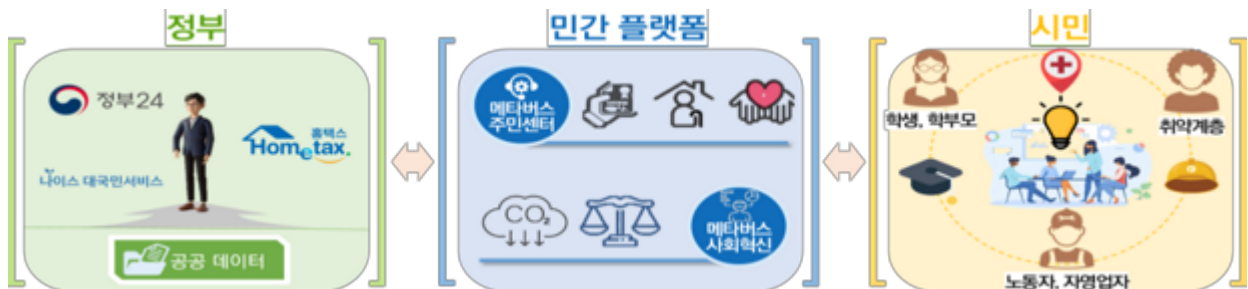 정부
정부24
홈택스
Hometax.
나이스 대국민서비스
공공 데이터
민간 플랫폼
메타버스
주민센터
CO₂
메타버스
사회혁신
시민
학생, 학부모
취약계층
노동자, 자영업자